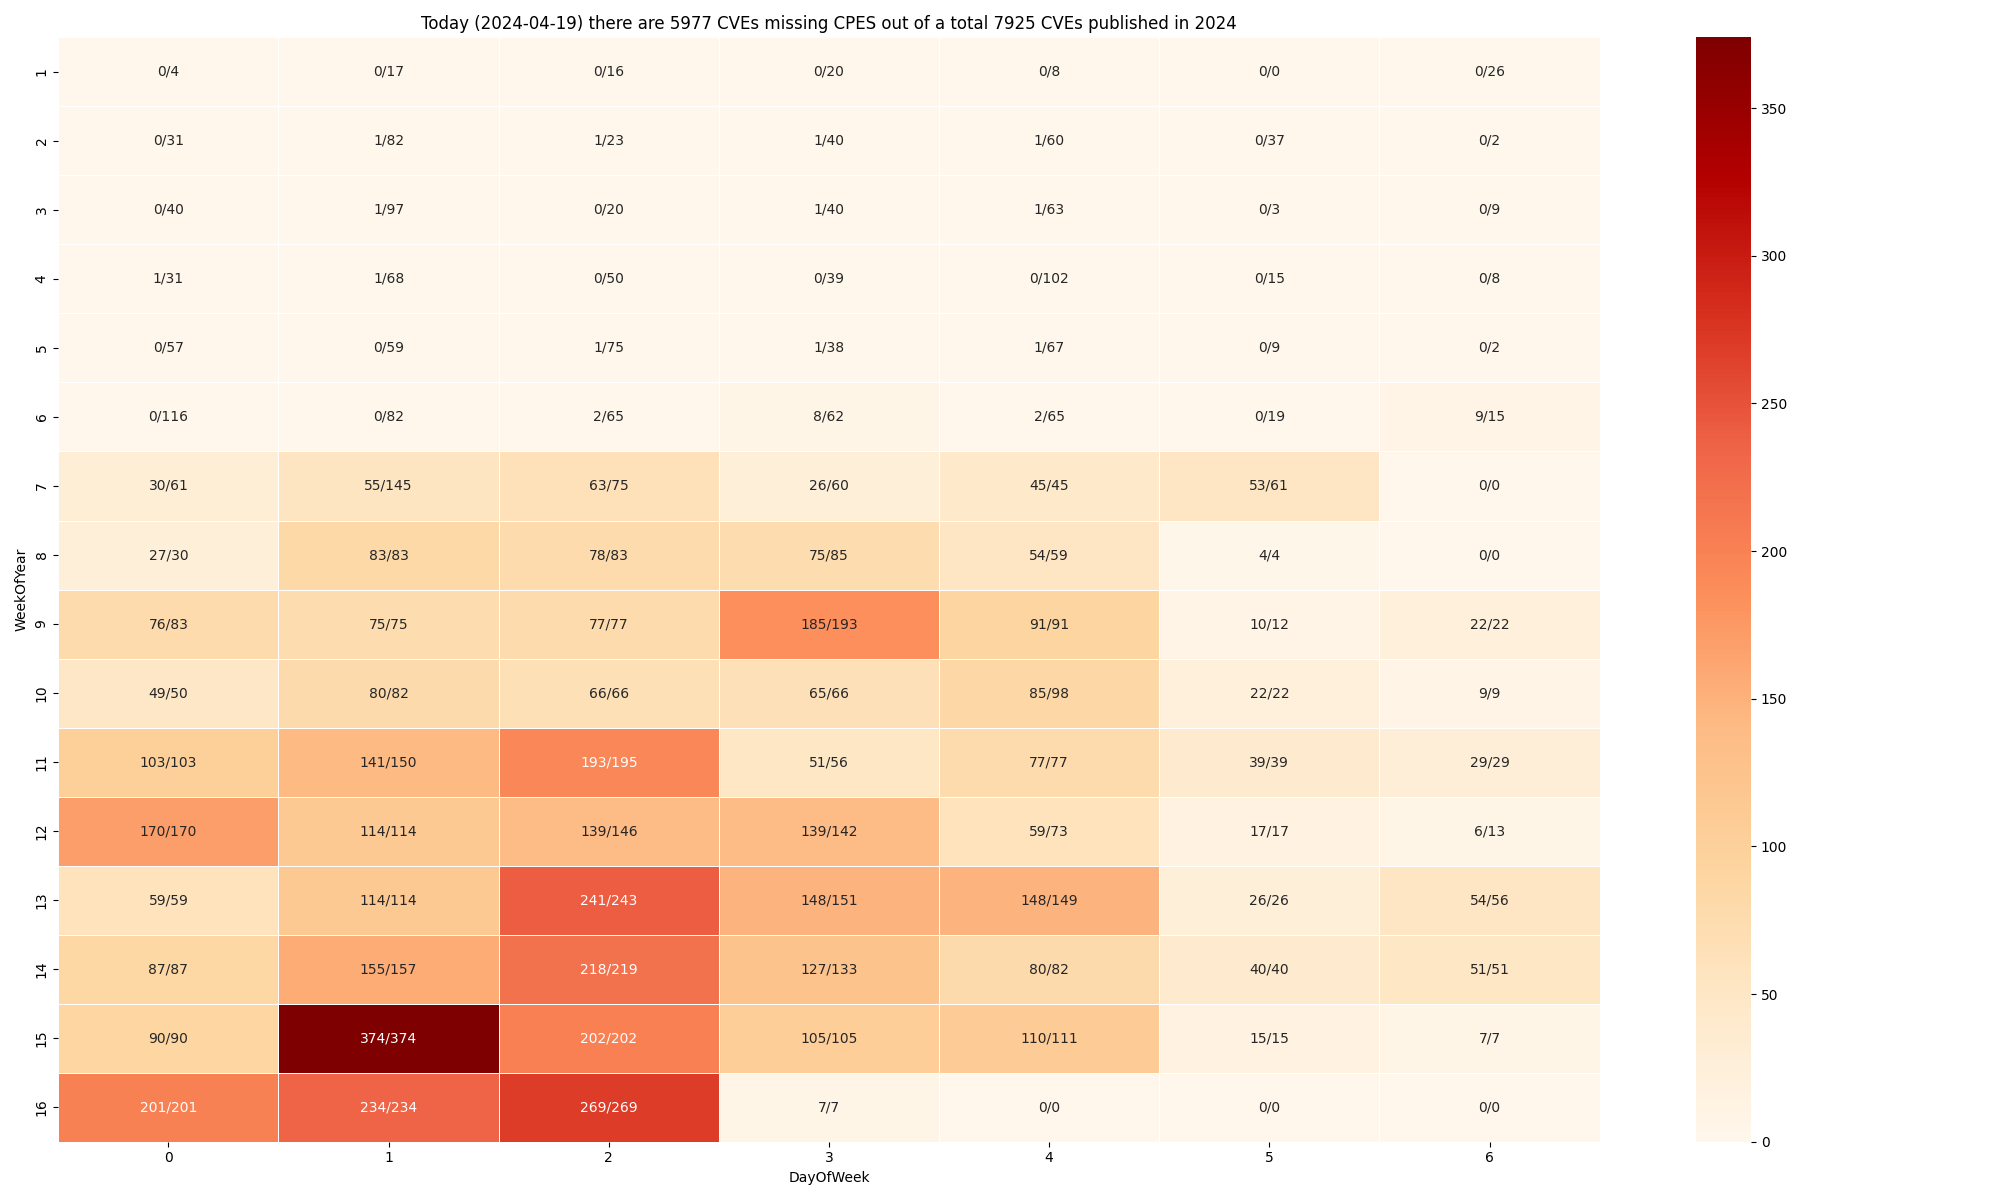 Today (2024-04-19) there are 5977 CVEs missing CPES out of a total 7925 CVEs published in 2024
1 0/4 0/17 0/16 0/20 0/8 0/0 0/26
2 0/31 1/82 1/23 1/40 1/60 0/37 0/2
3 0/40 1/97 0/20 1/40 1/63 0/3 0/9
4 1/31 1/68 0/50 0/39 0/102 0/15 0/8
5 0/57 0/59 1/75 1/38 1/67 0/9 0/2
6 0/116 0/82 2/65 8/62 2/65 0/19 9/15
7 30/61 55/145 63/75 26/60 45/45 53/61 0/0
8 27/30 83/83 78/83 75/85 54/59 4/4 0/0
9 76/83 75/75 77/77 185/193 91/91 10/12 22/22
10 49/50 80/82 66/66 65/66 85/98 22/22 9/9
11 103/103 141/150 193/195 51/56 77/77 39/39 29/29
12 170/170 114/114 139/146 139/142 59/73 17/17 6/13
13 59/59 114/114 241/243 148/151 148/149 26/26 54/56
14 87/87 155/157 218/219 127/133 80/82 40/40 51/51
15 90/90 374/374 202/202 105/105 110/111 15/15 7/7
16 201/201 234/234 269/269 7/7 0/0 0/0 0/0
0 1 2 3 4 5 6
DayOfWeek
WeekOfYear
350
300
250
200
150
100
50
0